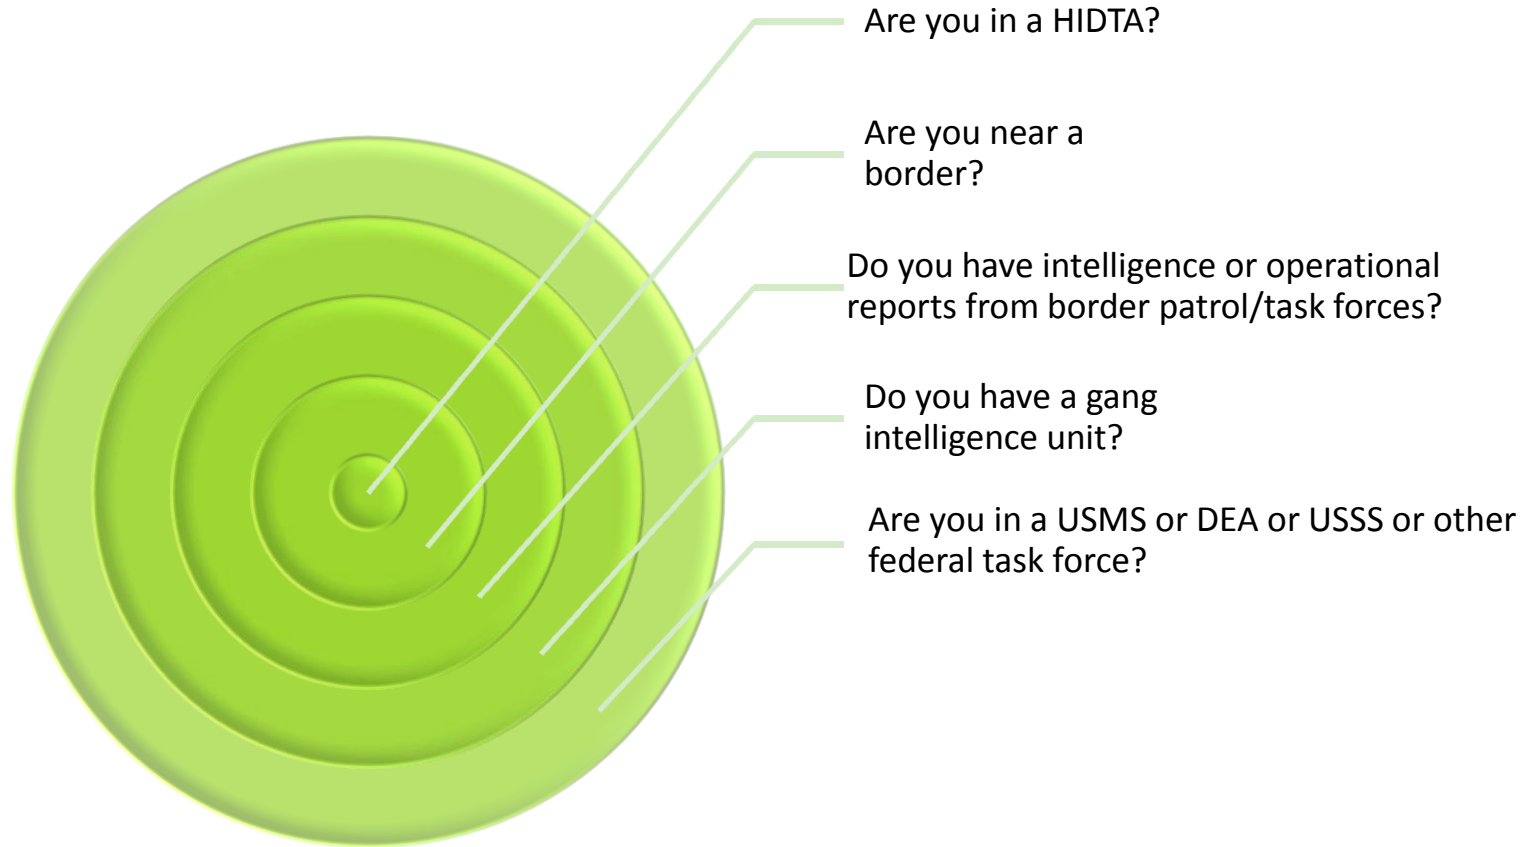 Are you in a HIDTA?
Are you near a
border?
Do you have intelligence or operational
reports from border patrol/task forces?
Do you have a gang
intelligence unit?
Are you in a USMS or DEA or USSS or other
federal task force?